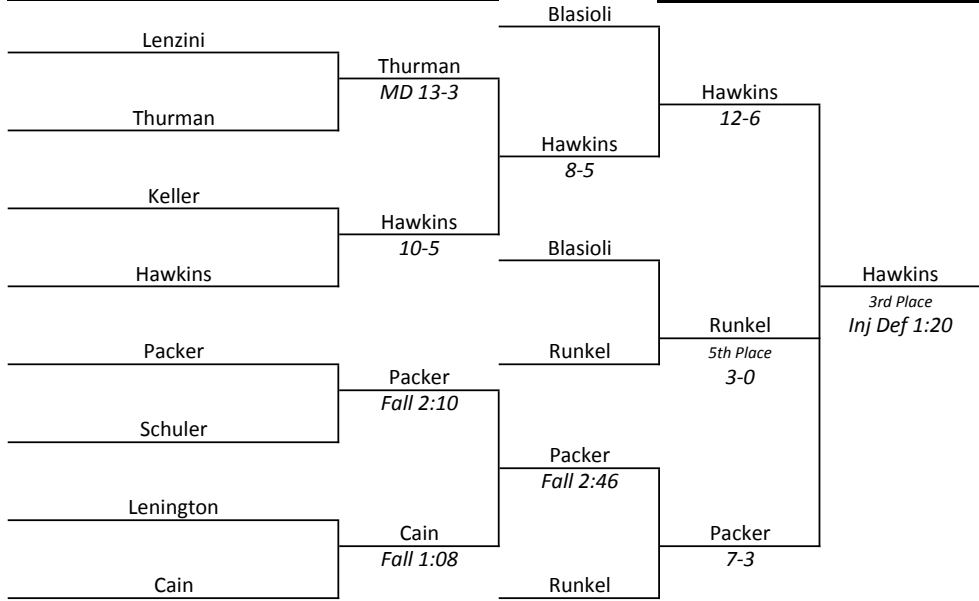 Blasioli
Lenzini
Thurman
MD 13-3
Hawkins
12-6
Thurman
Hawkins
8-5
Keller
Hawkins
10-5
Blasioli
Hawkins
Hawkins
3rd Place
Inj Def 1:20
Runkel
5th Place
3-0
Packer
Runkel
Packer
Fall 2:10
Schuler
Packer
Fall 2:46
Lenington
Cain
Fall 1:08
Packer
7-3
Cain
Runkel